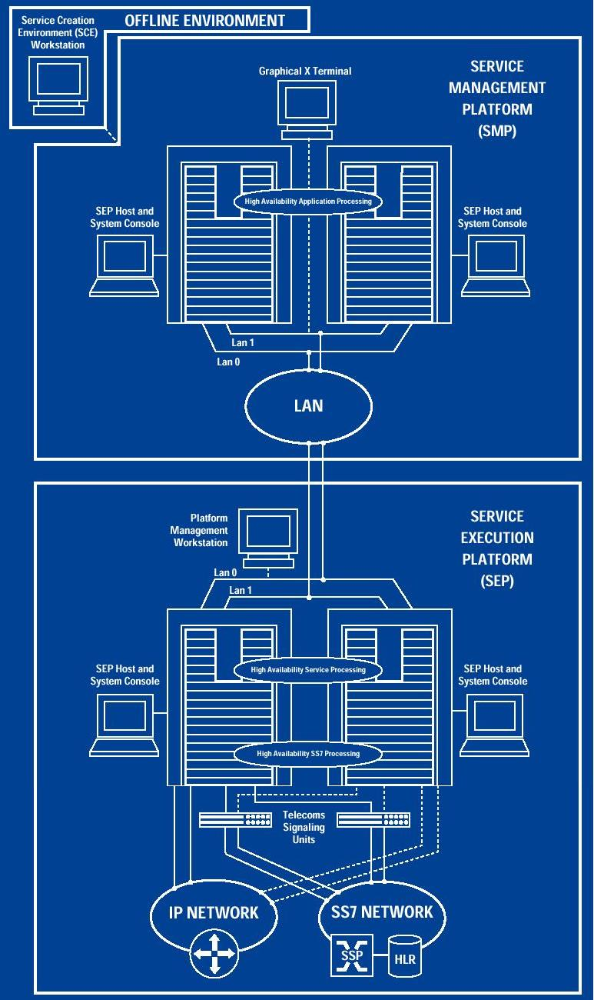 Service Creation
Environment (SCE)
Workstation
OFFLINE ENVIRONMENT
Graphical X Terminal
SERVICE
MANAGEMENT
PLATFORM
(SMP)
High Availability Application Processing
SEP Host and
System Console
SEP Host and
System Console
Lan 1
Lan 0
LAN
Platform
Management
Workstation
SERVICE
EXECUTION
PLATFORM
(SEP)
Lan 0
Lan 1
High Availability Service Processing
SEP Host and
System Console
SEP Host and
System Console
High Availability SS7 Processing
Telecoms
Signaling
Units
IP NETWORK
SS7 NETWORK
SSP
HLR